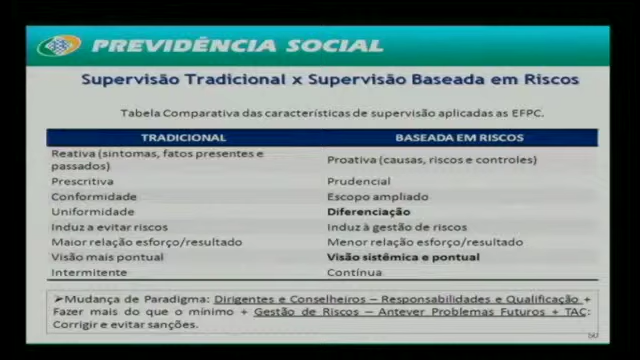 PREVIDÊNCIA SOCIAL
Supervisão Tradicional x Supervisão Baseada em Riscos
Tabela Comparativa das características de supervisão aplicadas as EFPC.
TRADICIONAL BASEADA EM RISCOS
Reativa (sintomas, fatos presentes e
passados) Proativa (causas, riscos e controles)
Prescritiva Prudencial
Conformidade Escopo ampliado
Uniformidade Diferenciação
Induz a evitar riscos Induz à gestão de riscos
Maior relação esforço/resultado Menor relação esforço/resultado
Visão mais pontual Visão sistêmica e pontual
Intermitente Contínua
➢Mudança de Paradigma: Dirigentes e Conselheiros – Responsabilidades e Qualificação +
Fazer mais do que o mínimo + Gestão de Riscos – Antever Problemas Futuros + TAC:
Corrigir e evitar sanções.